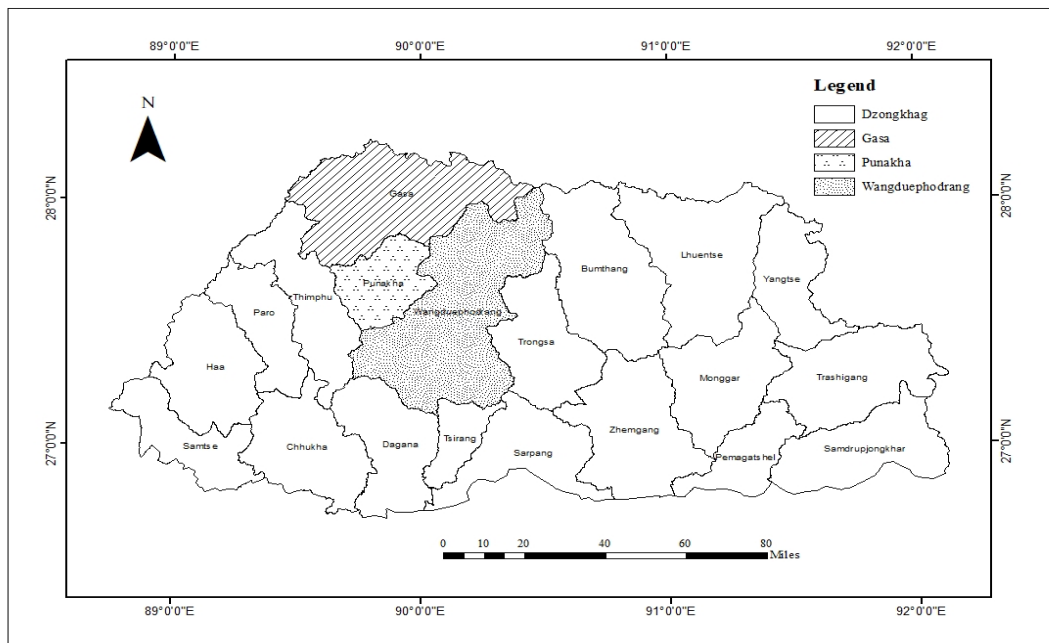 89°0'0"E 90°0'0"E 91°0'0"E 92°0'0"E
Legend
N
Dzongkhag
Gasa
Punakha
Wangduephodrang
28°0'0"N
28°0'0"N
Gasa
Punakha
Bumthang
Lhuentse
Yangtse
Thimphu
Paro
Wangduephodrang
Trongsa
Haa
Monggar
Trashigang
Zhemgang
Samtse
Chhukha
Dagana
Tsirang
Sarpang
Pemagatshel
Samdrupjongkhar
27°0'0"N
27°0'0"N
0 10 20 40 60 80
Miles
89°0'0"E 90°0'0"E 91°0'0"E 92°0'0"E